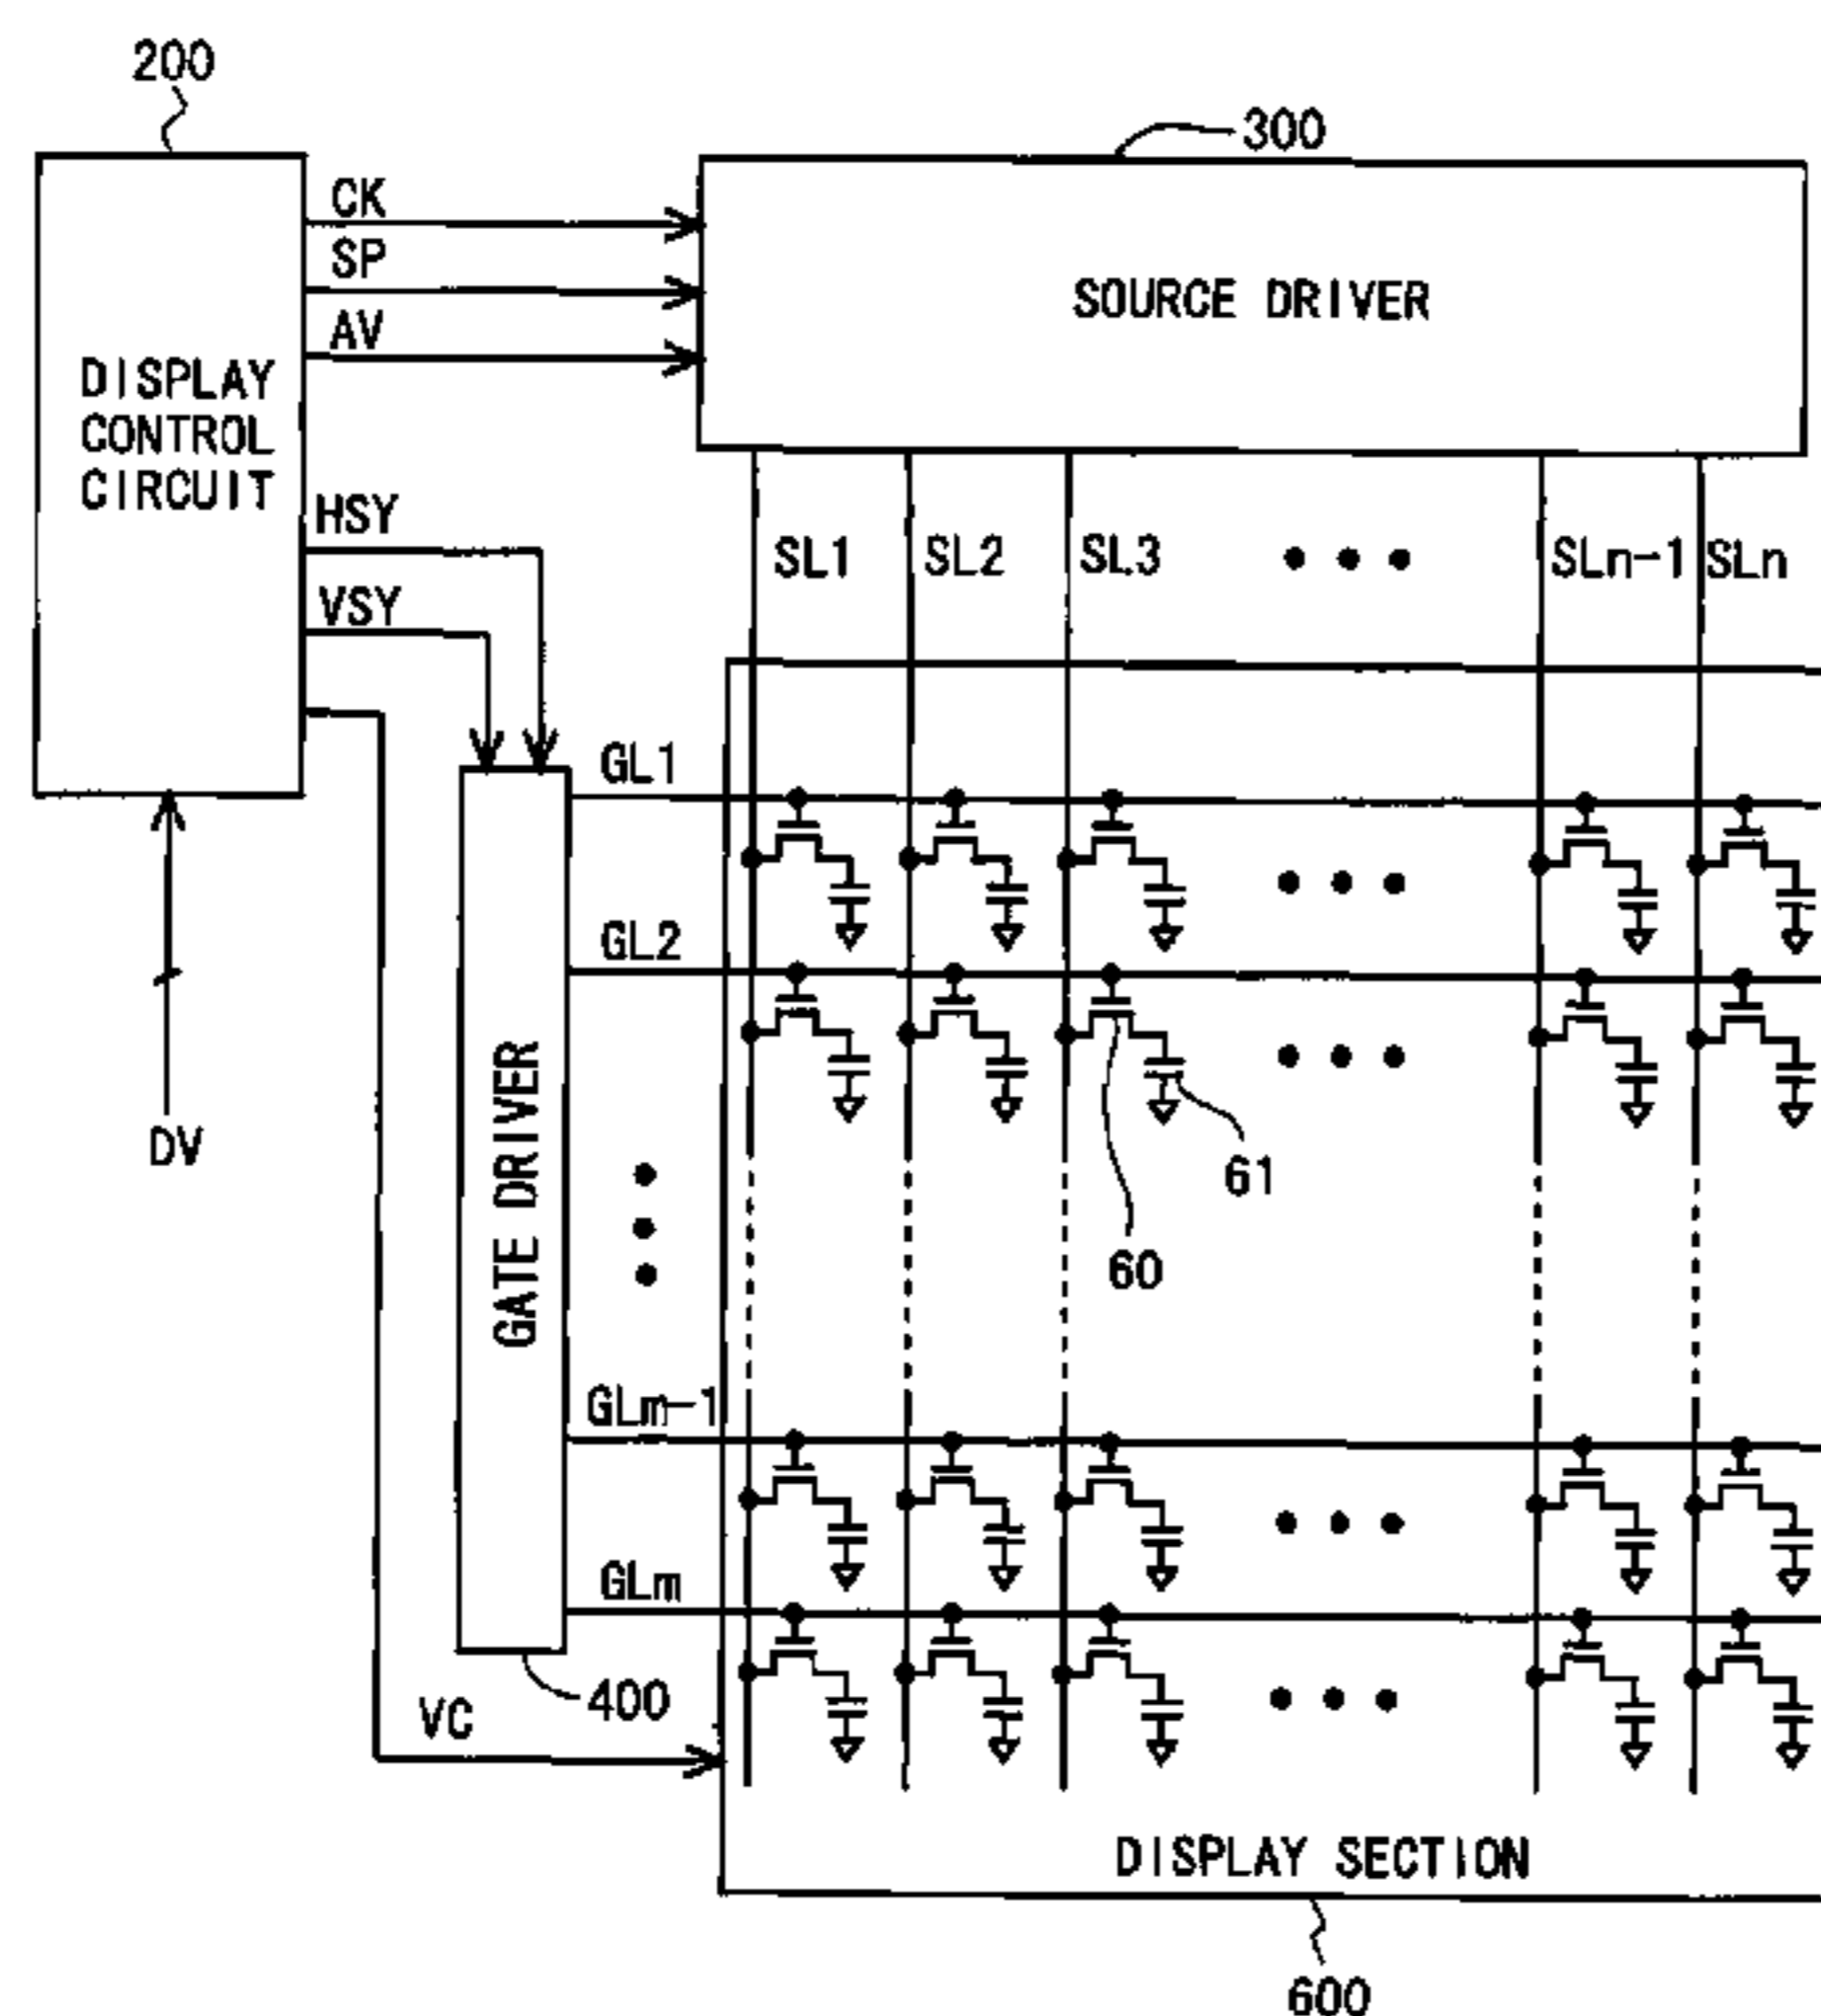 200
300
CK
SP
AV
SOURCE DRIVER
DISPLAY
CONTROL
CIRCUIT
HSY
VSY
SL1 SL2 SL3 ••• SLn-1 SLn
GL1
GL2
DV
GATE DRIVER
61
60
GLm-1
GLm
400
VC
DISPLAY SECTION
600